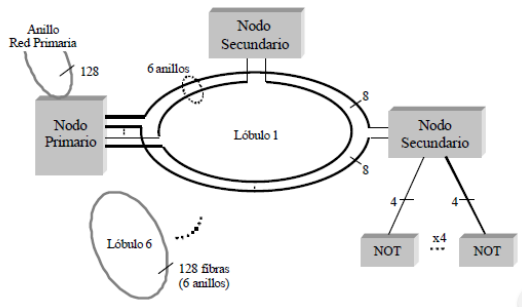 Nodo
Secundario
Anillo
Red Primaria
128
6 anillos
8
Nodo
Primario
Lóbulo 1
Nodo
Secundario
8
4
4
Lóbulo 6
x4
NOT
...
NOT
128 fibras
(6 anillos)